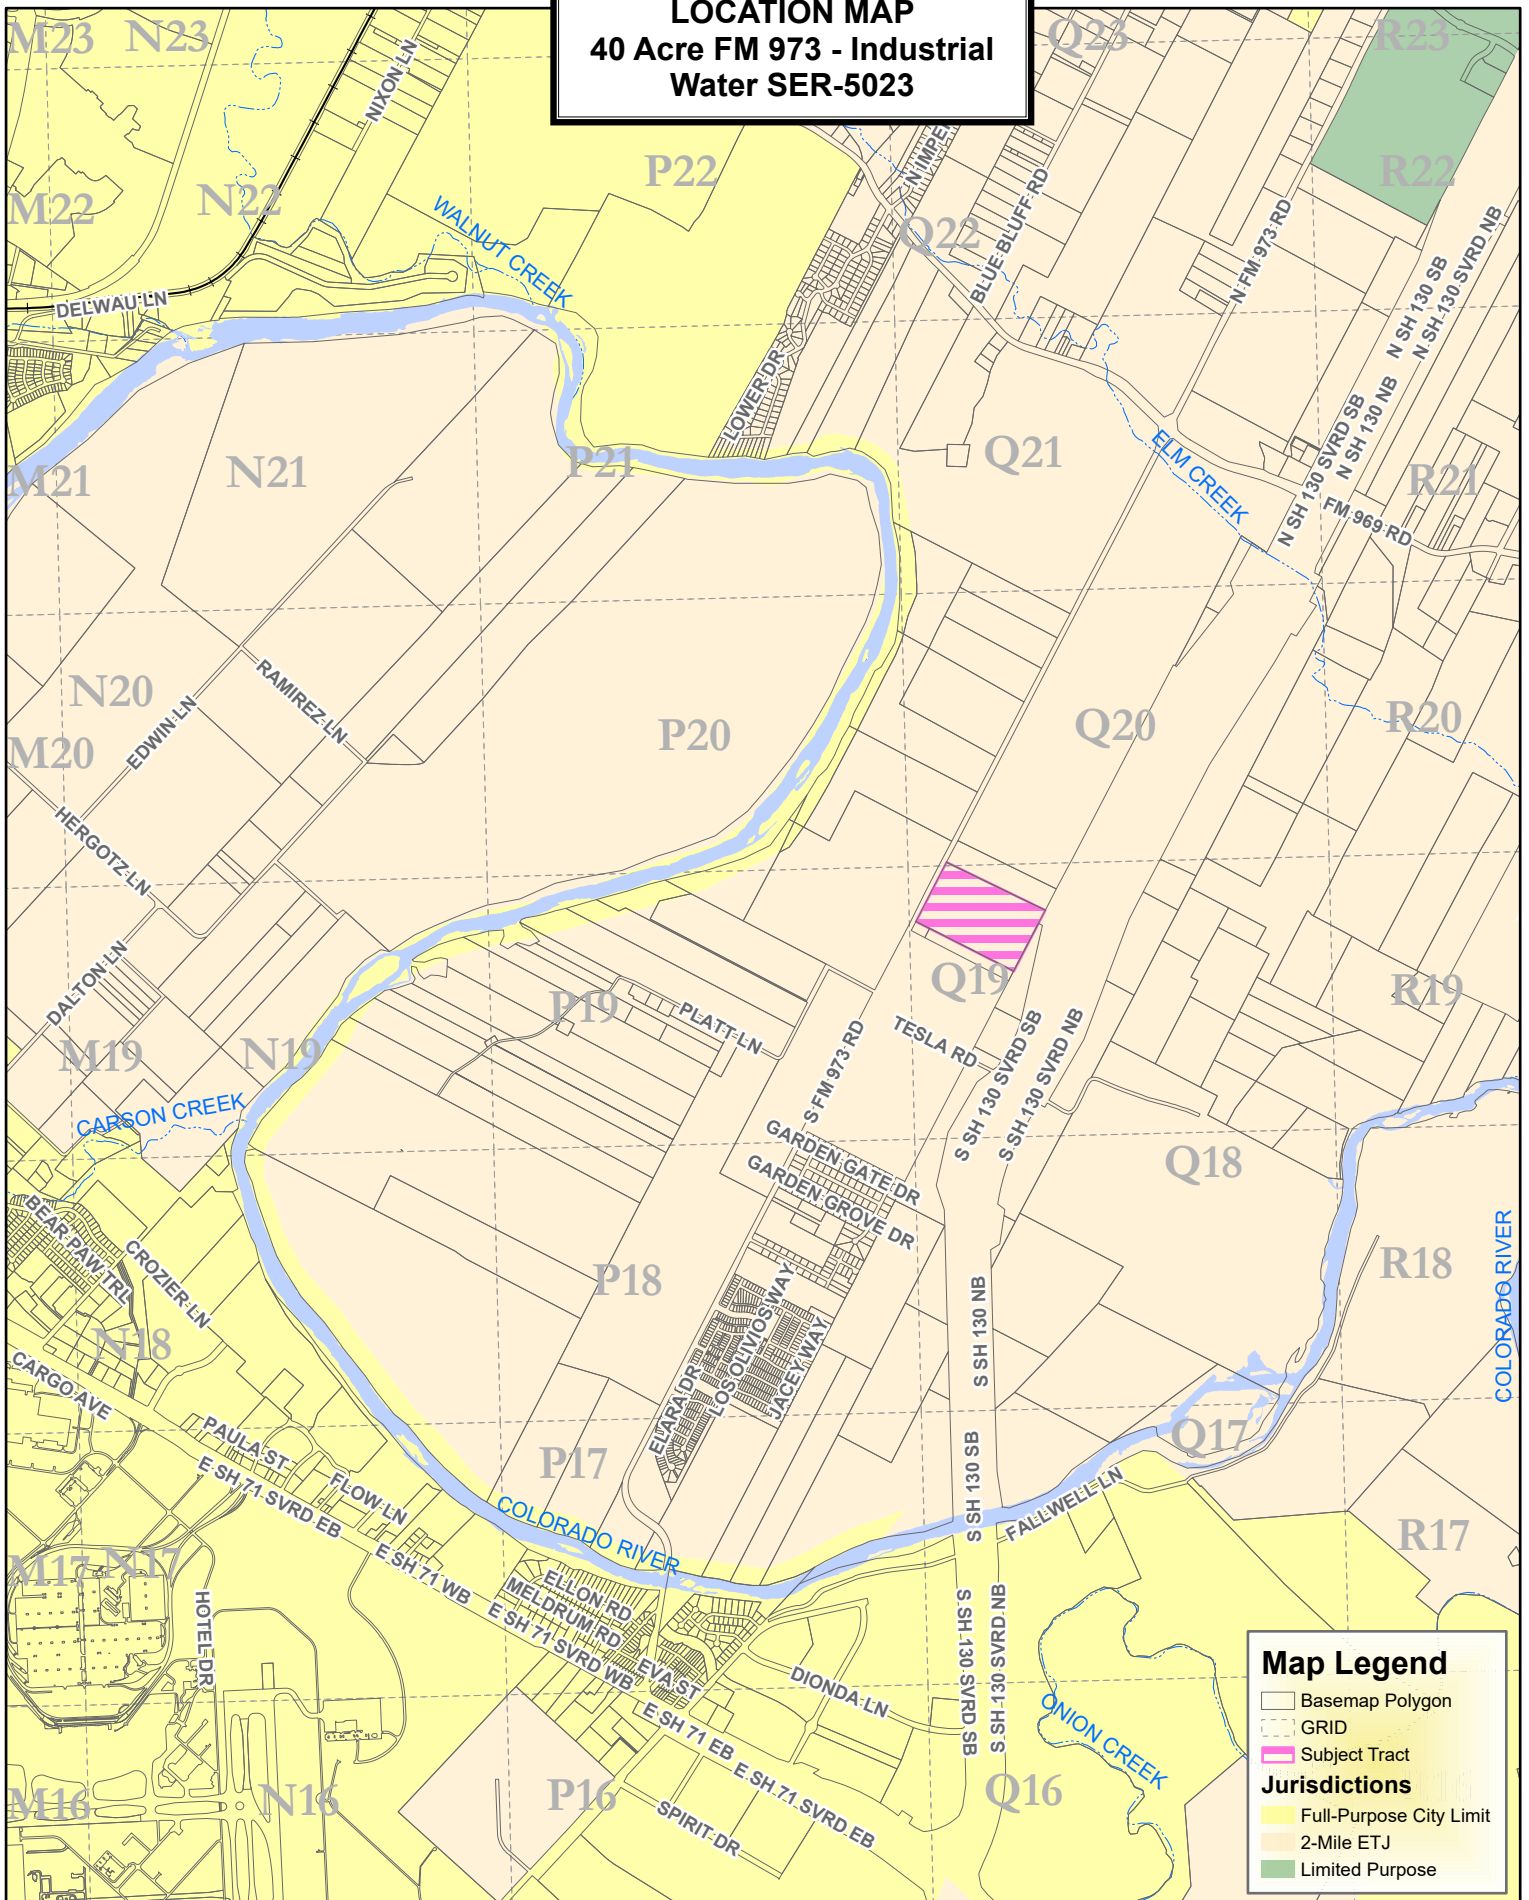 LOCATION MAP
40 Acre FM 973 - Industrial
Water SER-5023
M23
N23
Q23
R23
NIXON LN
M22
N22
P22
Q22
R22
N IMPE
BLUE BLUFF RD
N FM 973 RD
WALNUT CREEK
N SH 130 SB
N SH 130 SVRD NB
DELWAU LN
LOWER DR
M21
N21
P21
Q21
R21
ELM CREEK
N SH 130 SVRD SB
N SH 130 NB
FM 969 RD
N20
M20
EDWIN LN
RAMIREZ LN
P20
Q20
R20
HERGOTZ LN
DALTON LN
M19
N19
P19
PLATT LN
Q19
R19
TESLA RD
S FM 973 RD
S SH 130 SVRD SB
S SH 130 SVRD NB
CARSON CREEK
GARDEN GATE DR
GARDEN GROVE DR
Q18
BEAR PAW TRL
CROZIER LN
N18
P18
R18
COLORADO RIVER
S SH 130 NB
LOS OLIVIOS WAY
JACEY WAY
ELARA DR
CARGO AVE
PAULA ST
FLOW LN
E SH 71 SVRD EB
P17
Q17
S SH 130 SB
FALLWELL LN
R17
COLORADO RIVER
M17
N17
HOTEL DR
E SH 71 WB
ELLON RD
MELDRUM RD
E SH 71 SVRD WB
EVA ST
DIONDA LN
S SH 130 SVRD SB
S SH 130 SVRD NB
ONION CREEK
E SH 71 EB
E SH 71 SVRD EB
SPIRIT DR
M16
N16
P16
Q16
Map Legend
Basemap Polygon
GRID
Subject Tract
Jurisdictions
Full-Purpose City Limit
2-Mile ETJ
Limited Purpose